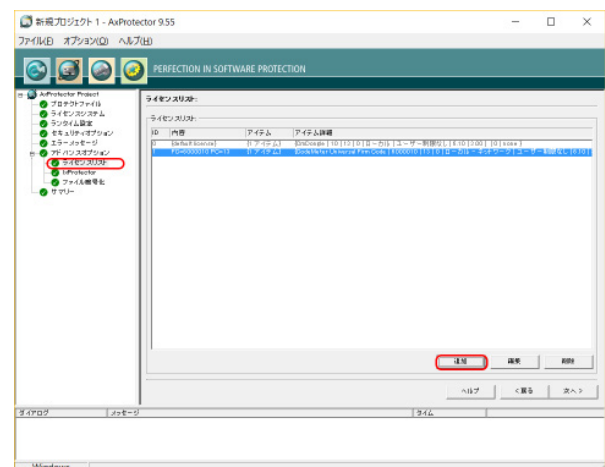 新規プロジェクト 1 - AxProtector 9.55
ファイル(F) オプション(O) ヘルプ(H)
PERFECTION IN SOFTWARE PROTECTION
AxProtector Project
プロテクトファイル
ライセンスシステム
ランタイム設定
セキュリティオプション
エラーメッセージ
アドバンスオプション
ライセンスリスト
IxProtector
ファイル暗号化
サマリー
ライセンスリスト:
ライセンスリスト:
ID 内容 アイテム アイテム詳細
0 (default license) (1 アイテム)
1 FC=6000010 PC=13 (1 アイテム)
追加 編集 削除
ヘルプ < 戻る 次へ >
ダイアログ メッセージ タイム
Windows